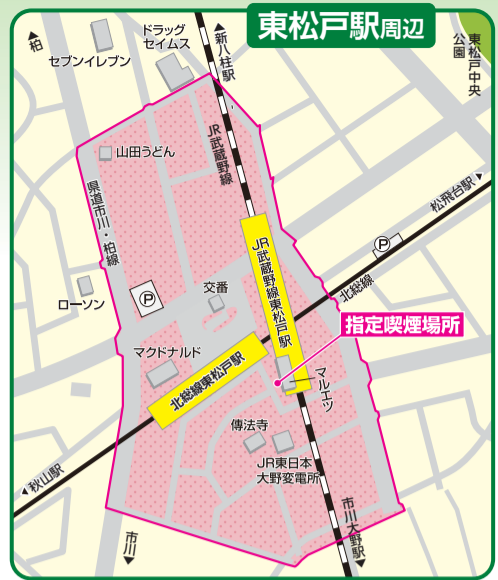 東松戸駅周辺
柏
ドラッグ
セイムス
セブンイレブン
新八柱駅
東松戸中央
公園
JR武蔵野線
山田うどん
県道市川・柏線
松飛台駅
P
北総線
JR武蔵野線東松戸駅
P
交番
ローソン
指定喫煙場所
マクドナルド
北総線東松戸駅
マルエツ
傳法寺
JR東日本
大野変電所
秋山駅
市川
市川大野駅